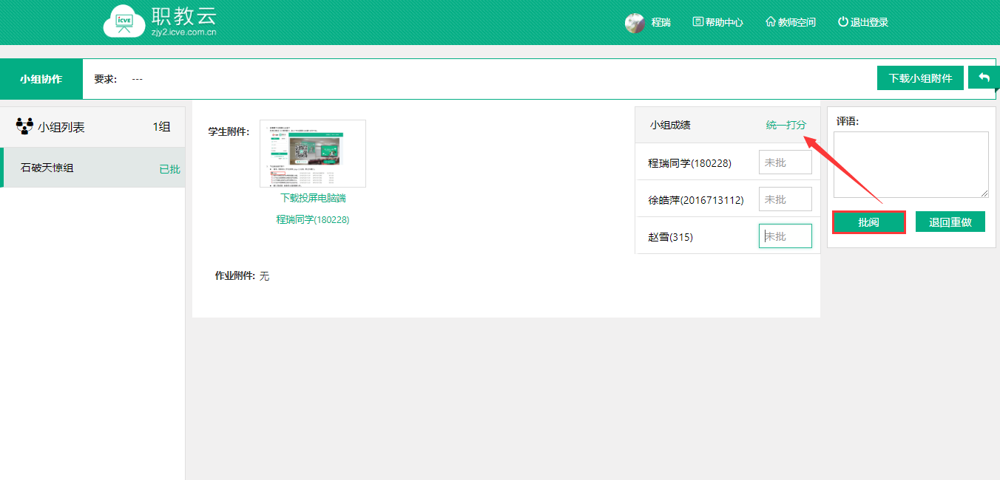 icve
职教云
zjy2.icve.com.cn
程瑞
帮助中心
教师空间
退出登录
小组协作
要求:
---
下载小组附件
小组列表
1组
石破天惊组
已批
学生附件:
下载投屏电脑端
程瑞同学(180228)
作业附件: 无
小组成绩
统一打分
程瑞同学(180228)
未批
徐皓萍(2016713112)
未批
赵雪(315)
未批
评语:
批阅
退回重做